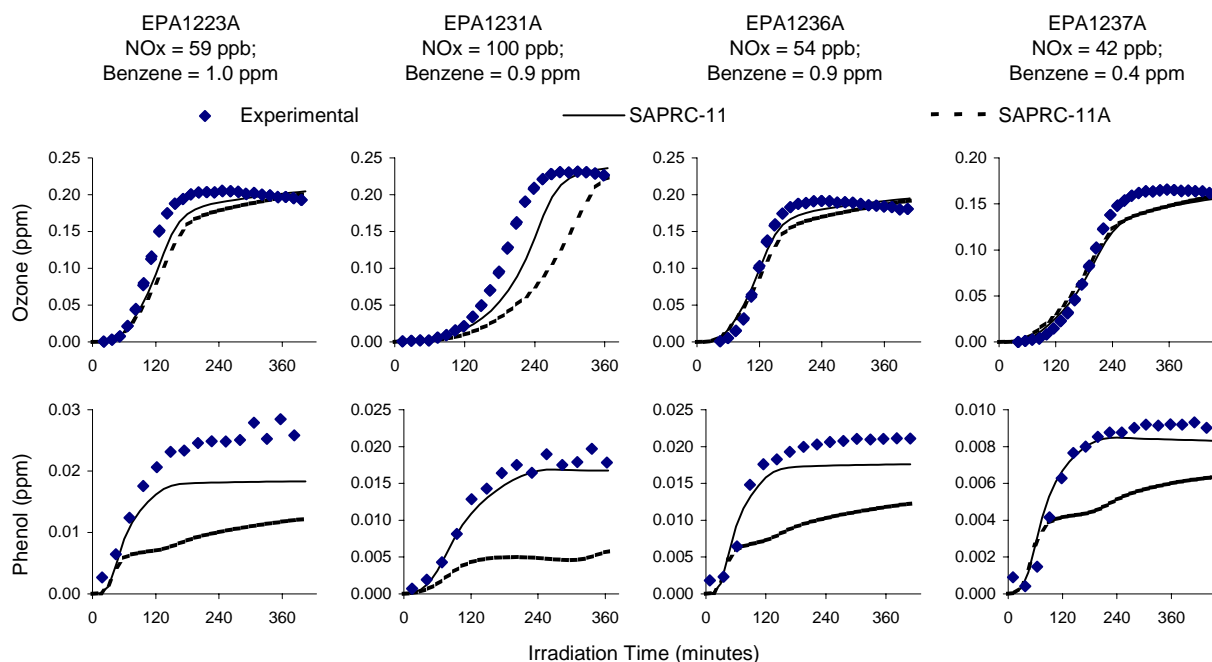 EPA1223A
NOx = 59 ppb;
Benzene = 1.0 ppm
EPA1231A
NOx = 100 ppb;
Benzene = 0.9 ppm
EPA1236A
NOx = 54 ppb;
Benzene = 0.9 ppm
EPA1237A
NOx = 42 ppb;
Benzene = 0.4 ppm
Experimental
SAPRC-11
SAPRC-11A
Ozone (ppm)
0.25
0.20
0.15
0.10
0.05
0.00
0 120 240 360
0.25
0.20
0.15
0.10
0.05
0.00
0 120 240 360
0.25
0.20
0.15
0.10
0.05
0.00
0 120 240 360
0.20
0.15
0.10
0.05
0.00
0 120 240 360
Phenol (ppm)
0.03
0.02
0.01
0.00
0 120 240 360
0.025
0.020
0.015
0.010
0.005
0.000
0 120 240 360
0.025
0.020
0.015
0.010
0.005
0.000
0 120 240 360
0.010
0.008
0.006
0.004
0.002
0.000
0 120 240 360
Irradiation Time (minutes)